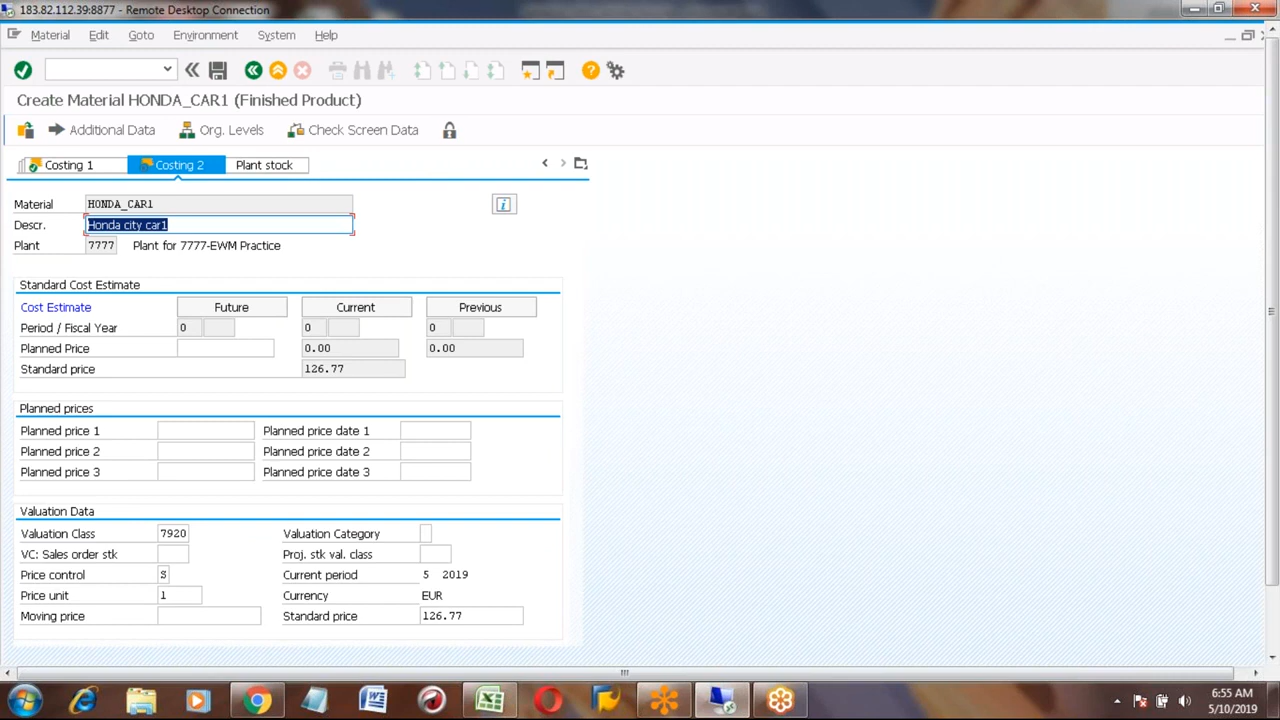 183.82.112.39:8877 - Remote Desktop Connection
Material Edit Goto Environment System Help
Create Material HONDA_CAR1 (Finished Product)
Additional Data Org. Levels Check Screen Data
Costing 1 Costing 2 Plant stock
Material HONDA_CAR1
Descr. Honda city car1
Plant 7777 Plant for 7777-EWM Practice
Standard Cost Estimate
Cost Estimate Future Current Previous
Period / Fiscal Year 0 0 0
Planned Price 0.00 0.00
Standard price 126.77
Planned prices
Planned price 1 Planned price date 1
Planned price 2 Planned price date 2
Planned price 3 Planned price date 3
Valuation Data
Valuation Class 7920 Valuation Category
VC: Sales order stk Proj. stk val. class
Price control S Current period 5 2019
Price unit 1 Currency EUR
Moving price Standard price 126.77
6:55 AM
5/10/2019